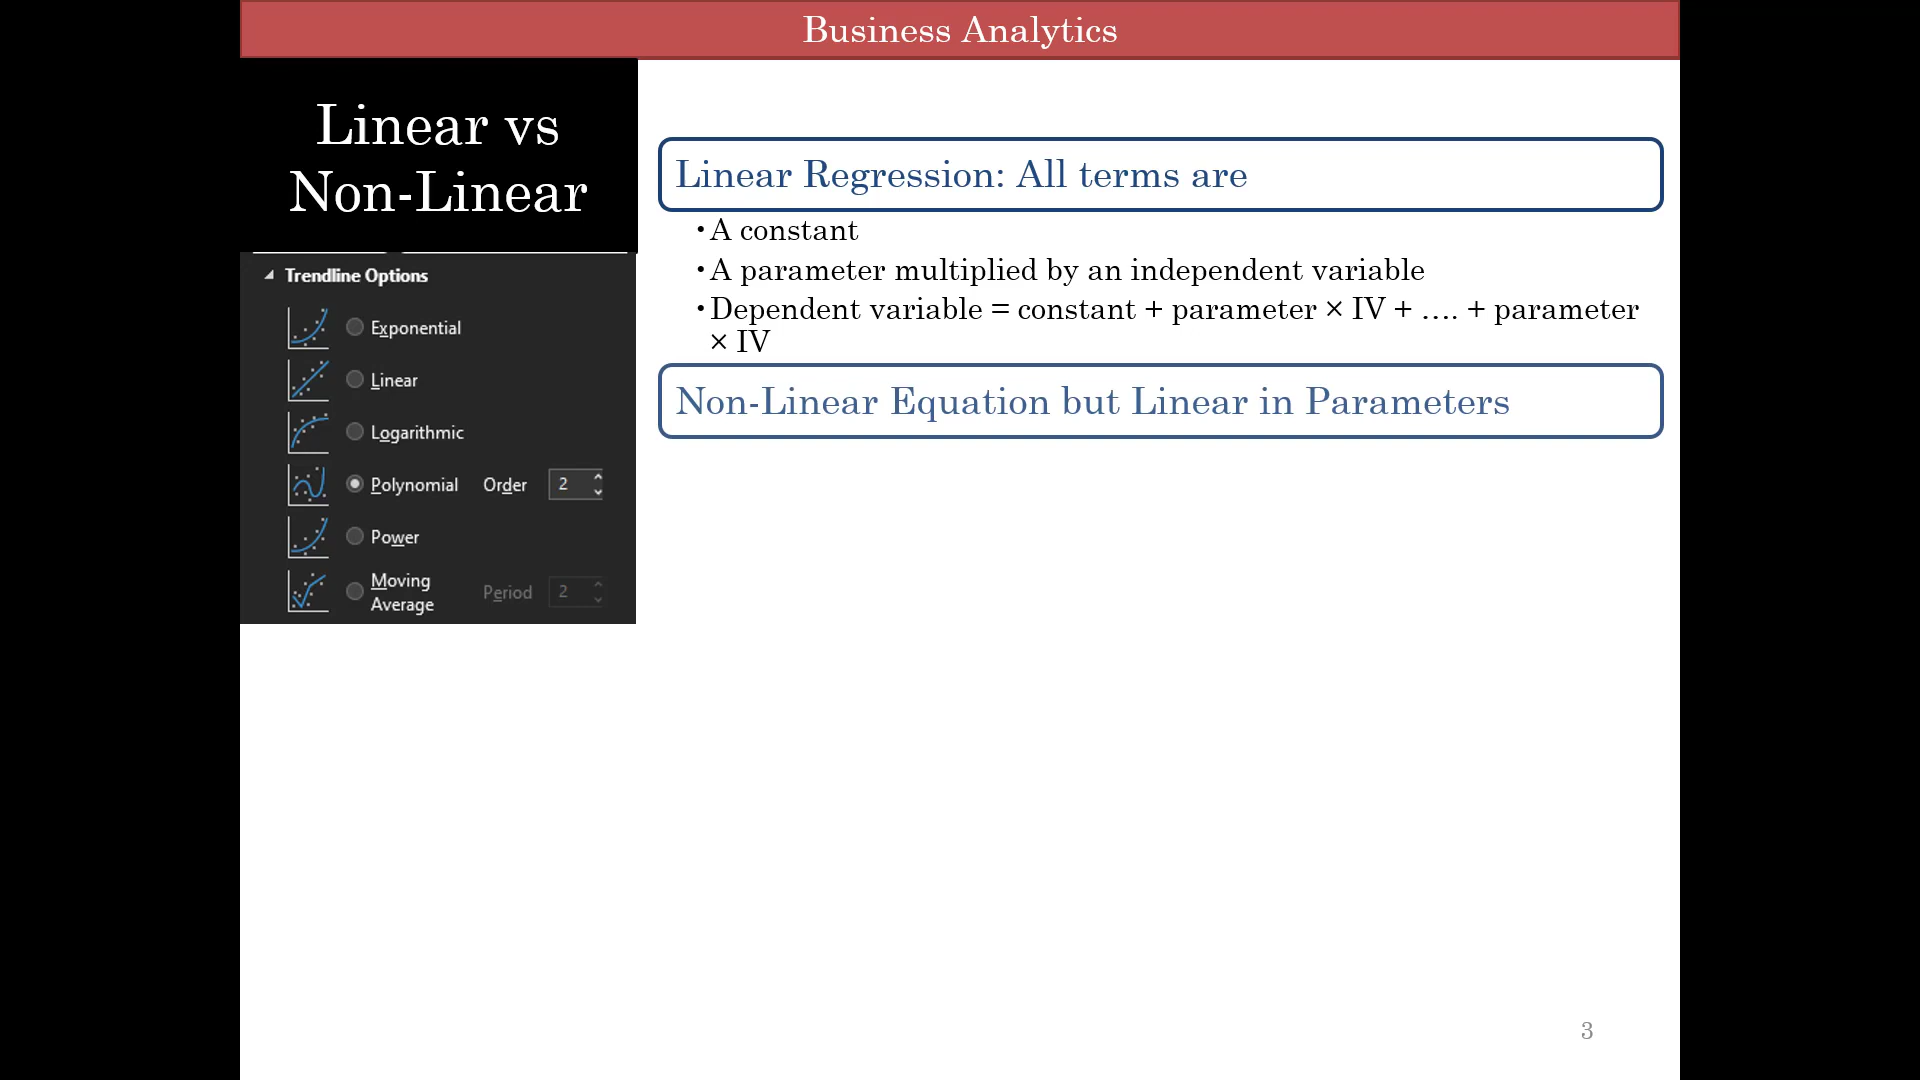 Business Analytics
Linear vs
Non-Linear
Trendline Options
Exponential
Linear
Logarithmic
Polynomial Order 2
Power
Moving
Average
Period 2
Linear Regression: All terms are
•A constant
•A parameter multiplied by an independent variable
•Dependent variable = constant + parameter × IV + …. + parameter
× IV
Non-Linear Equation but Linear in Parameters
3